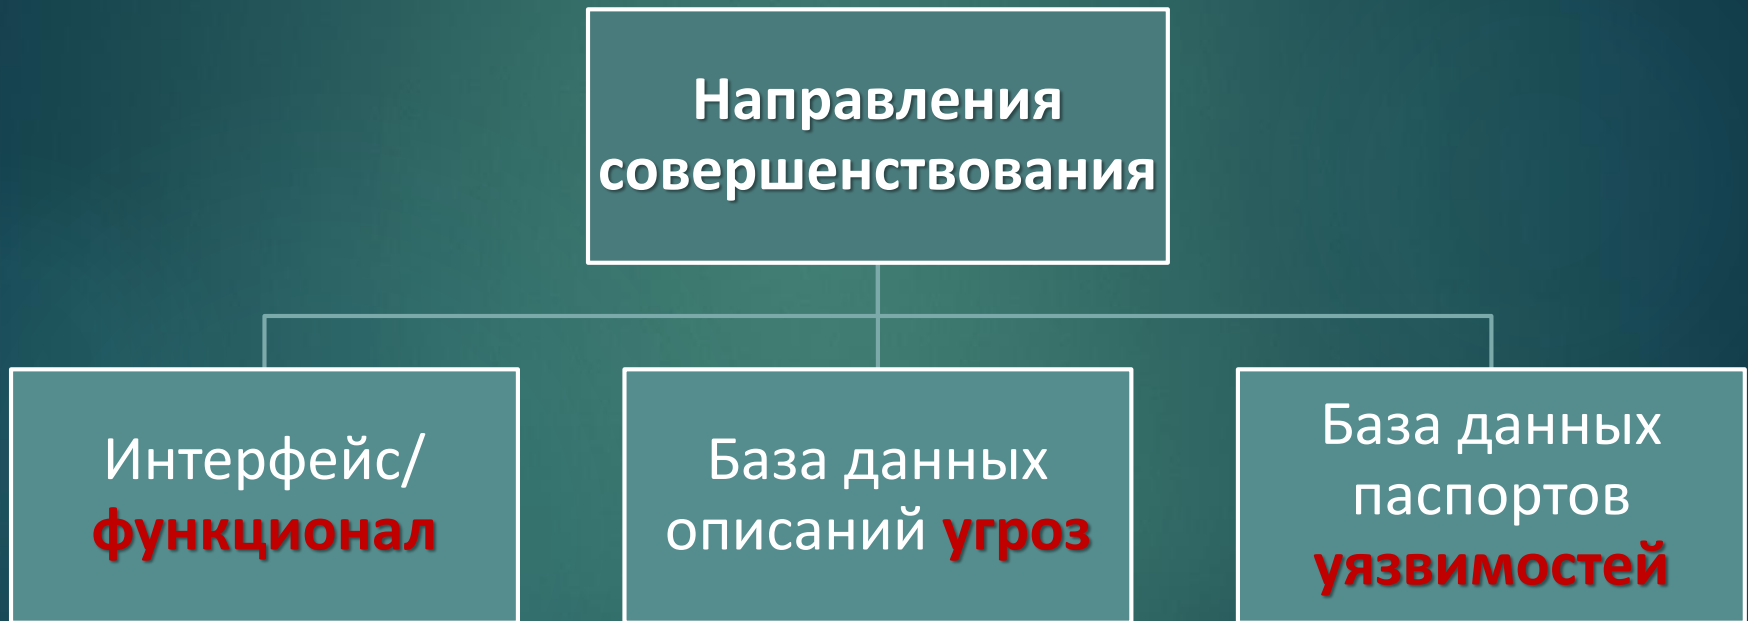 Направления
совершенствования
Интерфейс/
функционал
База данных
описаний угроз
База данных
паспортов
уязвимостей